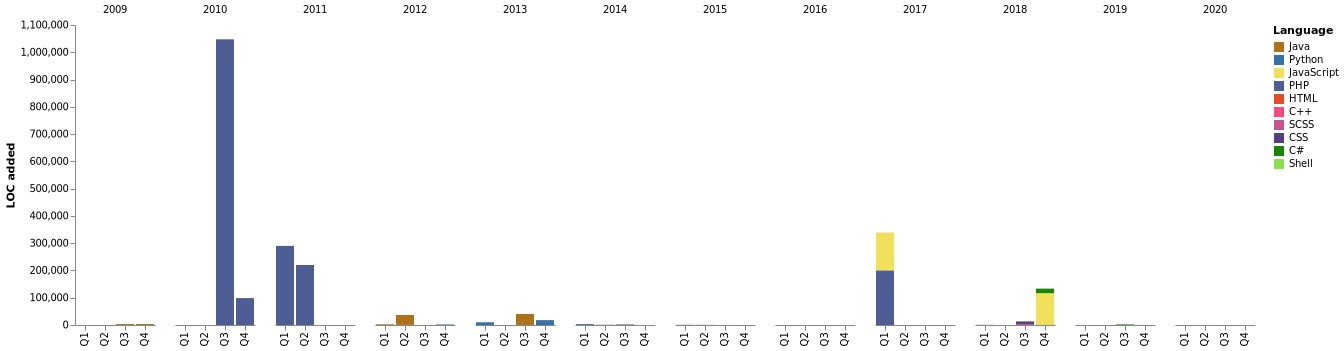 2009 2010 2011 2012 2013 2014 2015 2016 2017 2018 2019 2020
LOC added
1,100,000
1,000,000
900,000
800,000
700,000
600,000
500,000
400,000
300,000
200,000
100,000
0
Q1 Q2 Q3 Q4 Q1 Q2 Q3 Q4 Q1 Q2 Q3 Q4 Q1 Q2 Q3 Q4 Q1 Q2 Q3 Q4 Q1 Q2 Q3 Q4 Q1 Q2 Q3 Q4 Q1 Q2 Q3 Q4 Q1 Q2 Q3 Q4 Q1 Q2 Q3 Q4 Q1 Q2 Q3 Q4 Q1 Q2 Q3 Q4
Language
Java
Python
JavaScript
PHP
HTML
C++
SCSS
CSS
C#
Shell